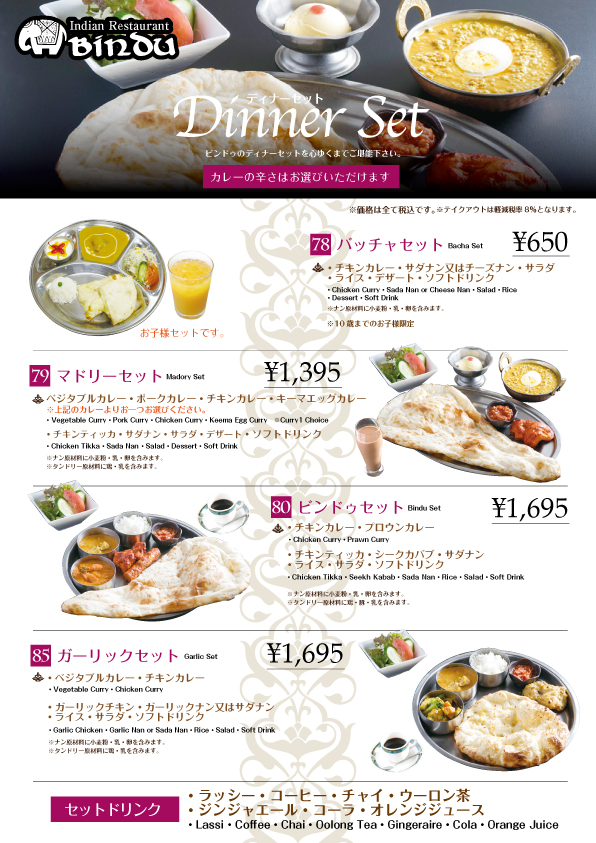 Indian Restaurant
BINDU
ディナーセット
Dinner Set
ビンドゥのディナーセットを心ゆくまでご堪能下さい。
カレーの辛さはお選びいただけます
※価格は全て税込です。※テイクアウトは軽減税率8%となります。
78 バッチャセット Bacha Set ¥650
・チキンカレー・サダナン又はチーズナン・サラダ
・ライス・デザート・ソフトドリンク
・Chicken Curry・Sada Nan or Cheese Nan・Salad・Rice
・Dessert・Soft Drink
※ナン原材料に小麦粉・乳・卵を含みます。
※10歳までのお子様限定
お子様セットです。
79 マドリーセット Madory Set ¥1,395
・ベジタブルカレー・ポークカレー・チキンカレー・キーマエッグカレー
※上記のカレーよりお一つお選びください。
・Vegetable Curry・Pork Curry・Chicken Curry・Keema Egg Curry ※Curry1 Choice
・チキンティッカ・サダナン・サラダ・デザート・ソフトドリンク
・Chicken Tikka・Sada Nan・Salad・Dessert・Soft Drink
※ナン原材料に小麦粉・乳・卵を含みます。
※タンドリー原材料に鶏・乳を含みます。
80 ビンドゥセット Bindu Set ¥1,695
・チキンカレー・プロウンカレー
・Chicken Curry・Prawn Curry
・チキンティッカ・シークカバブ・サダナン
・ライス・サラダ・ソフトドリンク
・Chicken Tikka・Seekh Kabab・Sada Nan・Rice・Salad・Soft Drink
※ナン原材料に小麦粉・乳・卵を含みます。
※タンドリー原材料に鶏・豚・乳を含みます。
85 ガーリックセット Garlic Set ¥1,695
・ベジタブルカレー・チキンカレー
・Vegetable Curry・Chicken Curry
・ガーリックチキン・ガーリックナン又はサダナン
・ライス・サラダ・ソフトドリンク
・Garlic Chicken・Garlic Nan or Sada Nan・Rice・Salad・Soft Drink
※ナン原材料に小麦粉・乳・卵を含みます。
※タンドリー原材料に鶏・乳を含みます。
セットドリンク
・ラッシー・コーヒー・チャイ・ウーロン茶
・ジンジャエール・コーラ・オレンジジュース
・Lassi・Coffee・Chai・Oolong Tea・Gingeraire・Cola・Orange Juice